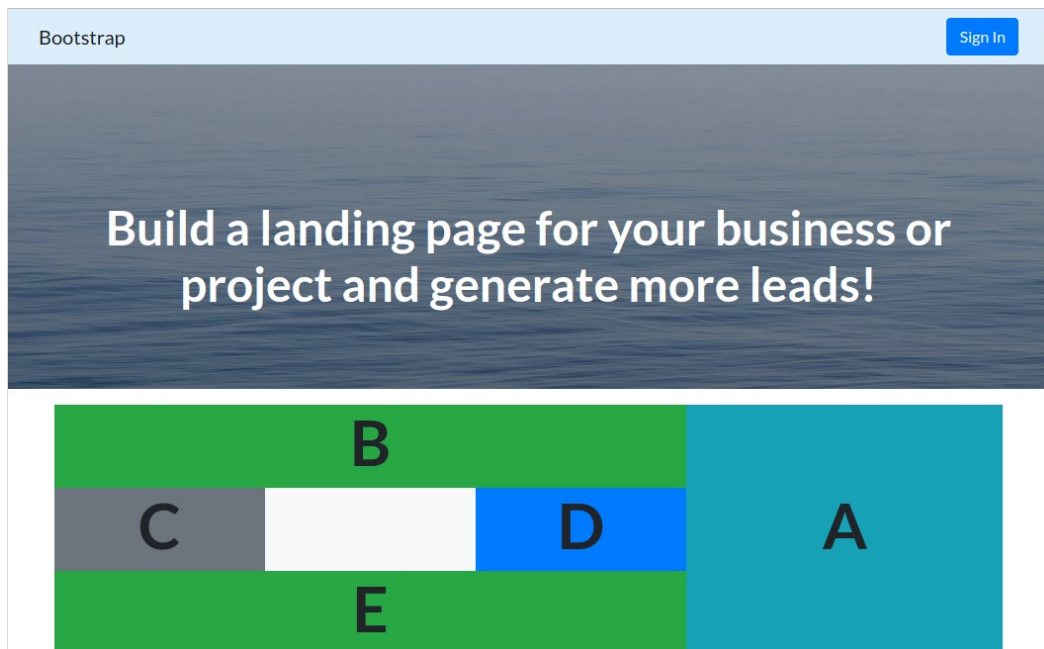 Bootstrap
Sign In
Build a landing page for your business or
project and generate more leads!
B
C
D
A
E